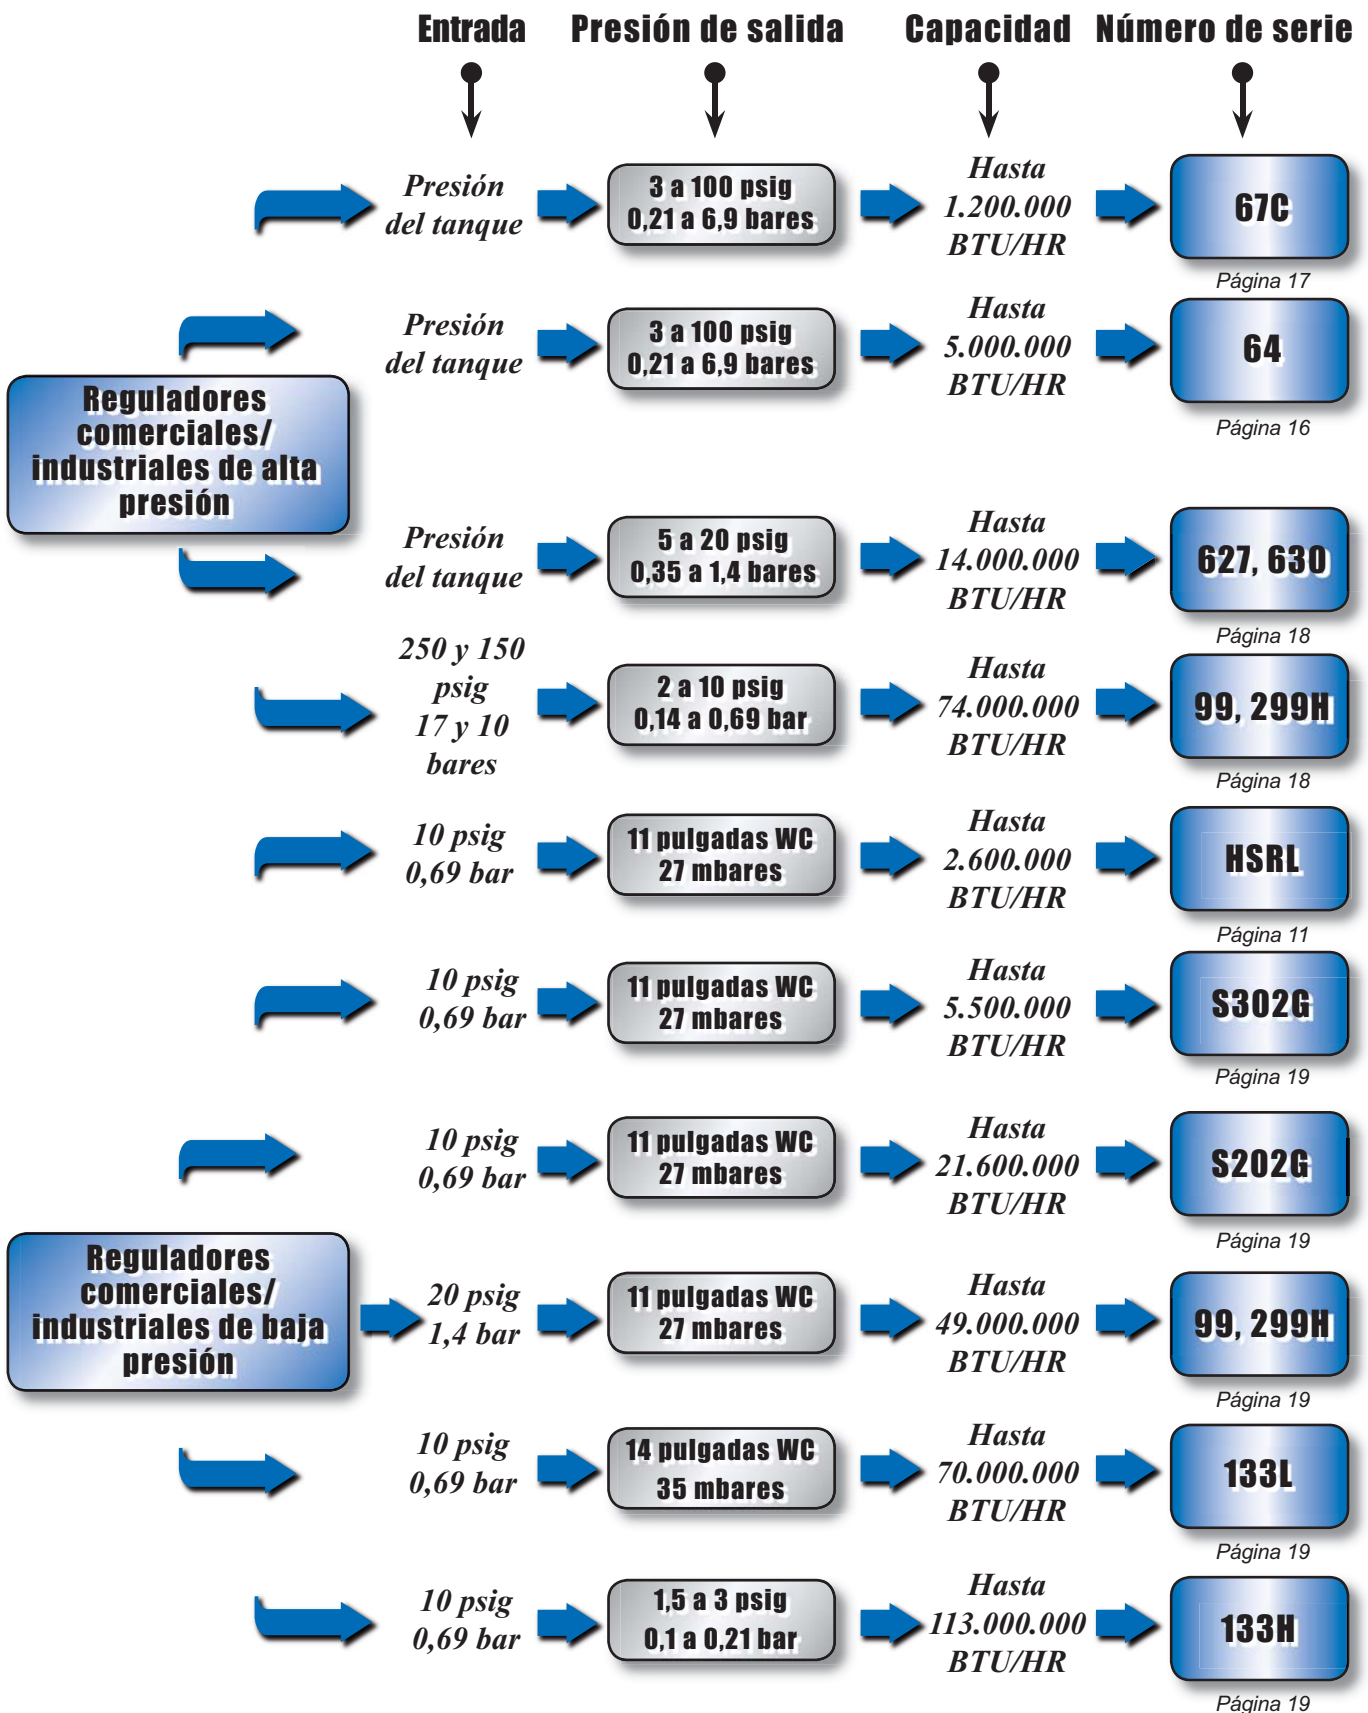 Entrada
Presión de salida
Capacidad
Número de serie
Presión
del tanque
3 a 100 psig
0,21 a 6,9 bares
Hasta
1.200.000
BTU/HR
67C
Página 17
Presión
del tanque
3 a 100 psig
0,21 a 6,9 bares
Hasta
5.000.000
BTU/HR
64
Página 16
Reguladores
comerciales/
industriales de alta
presión
Presión
del tanque
5 a 20 psig
0,35 a 1,4 bares
Hasta
14.000.000
BTU/HR
627, 630
Página 18
250 y 150
psig
17 y 10
bares
2 a 10 psig
0,14 a 0,69 bar
Hasta
74.000.000
BTU/HR
99, 299H
Página 18
10 psig
0,69 bar
11 pulgadas WC
27 mbares
Hasta
2.600.000
BTU/HR
HSRL
Página 11
10 psig
0,69 bar
11 pulgadas WC
27 mbares
Hasta
5.500.000
BTU/HR
S302G
Página 19
10 psig
0,69 bar
11 pulgadas WC
27 mbares
Hasta
21.600.000
BTU/HR
S202G
Página 19
Reguladores
comerciales/
industriales de baja
presión
20 psig
1,4 bar
11 pulgadas WC
27 mbares
Hasta
49.000.000
BTU/HR
99, 299H
Página 19
10 psig
0,69 bar
14 pulgadas WC
35 mbares
Hasta
70.000.000
BTU/HR
133L
Página 19
10 psig
0,69 bar
1,5 a 3 psig
0,1 a 0,21 bar
Hasta
113.000.000
BTU/HR
133H
Página 19